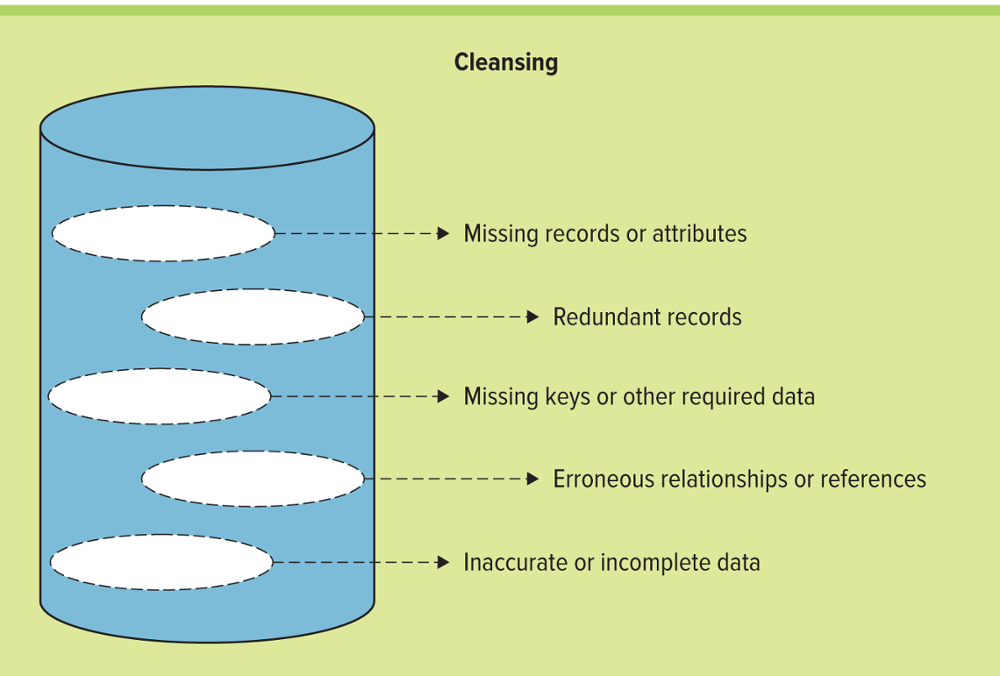 Cleansing
Missing records or attributes
Redundant records
Missing keys or other required data
Erroneous relationships or references
Inaccurate or incomplete data